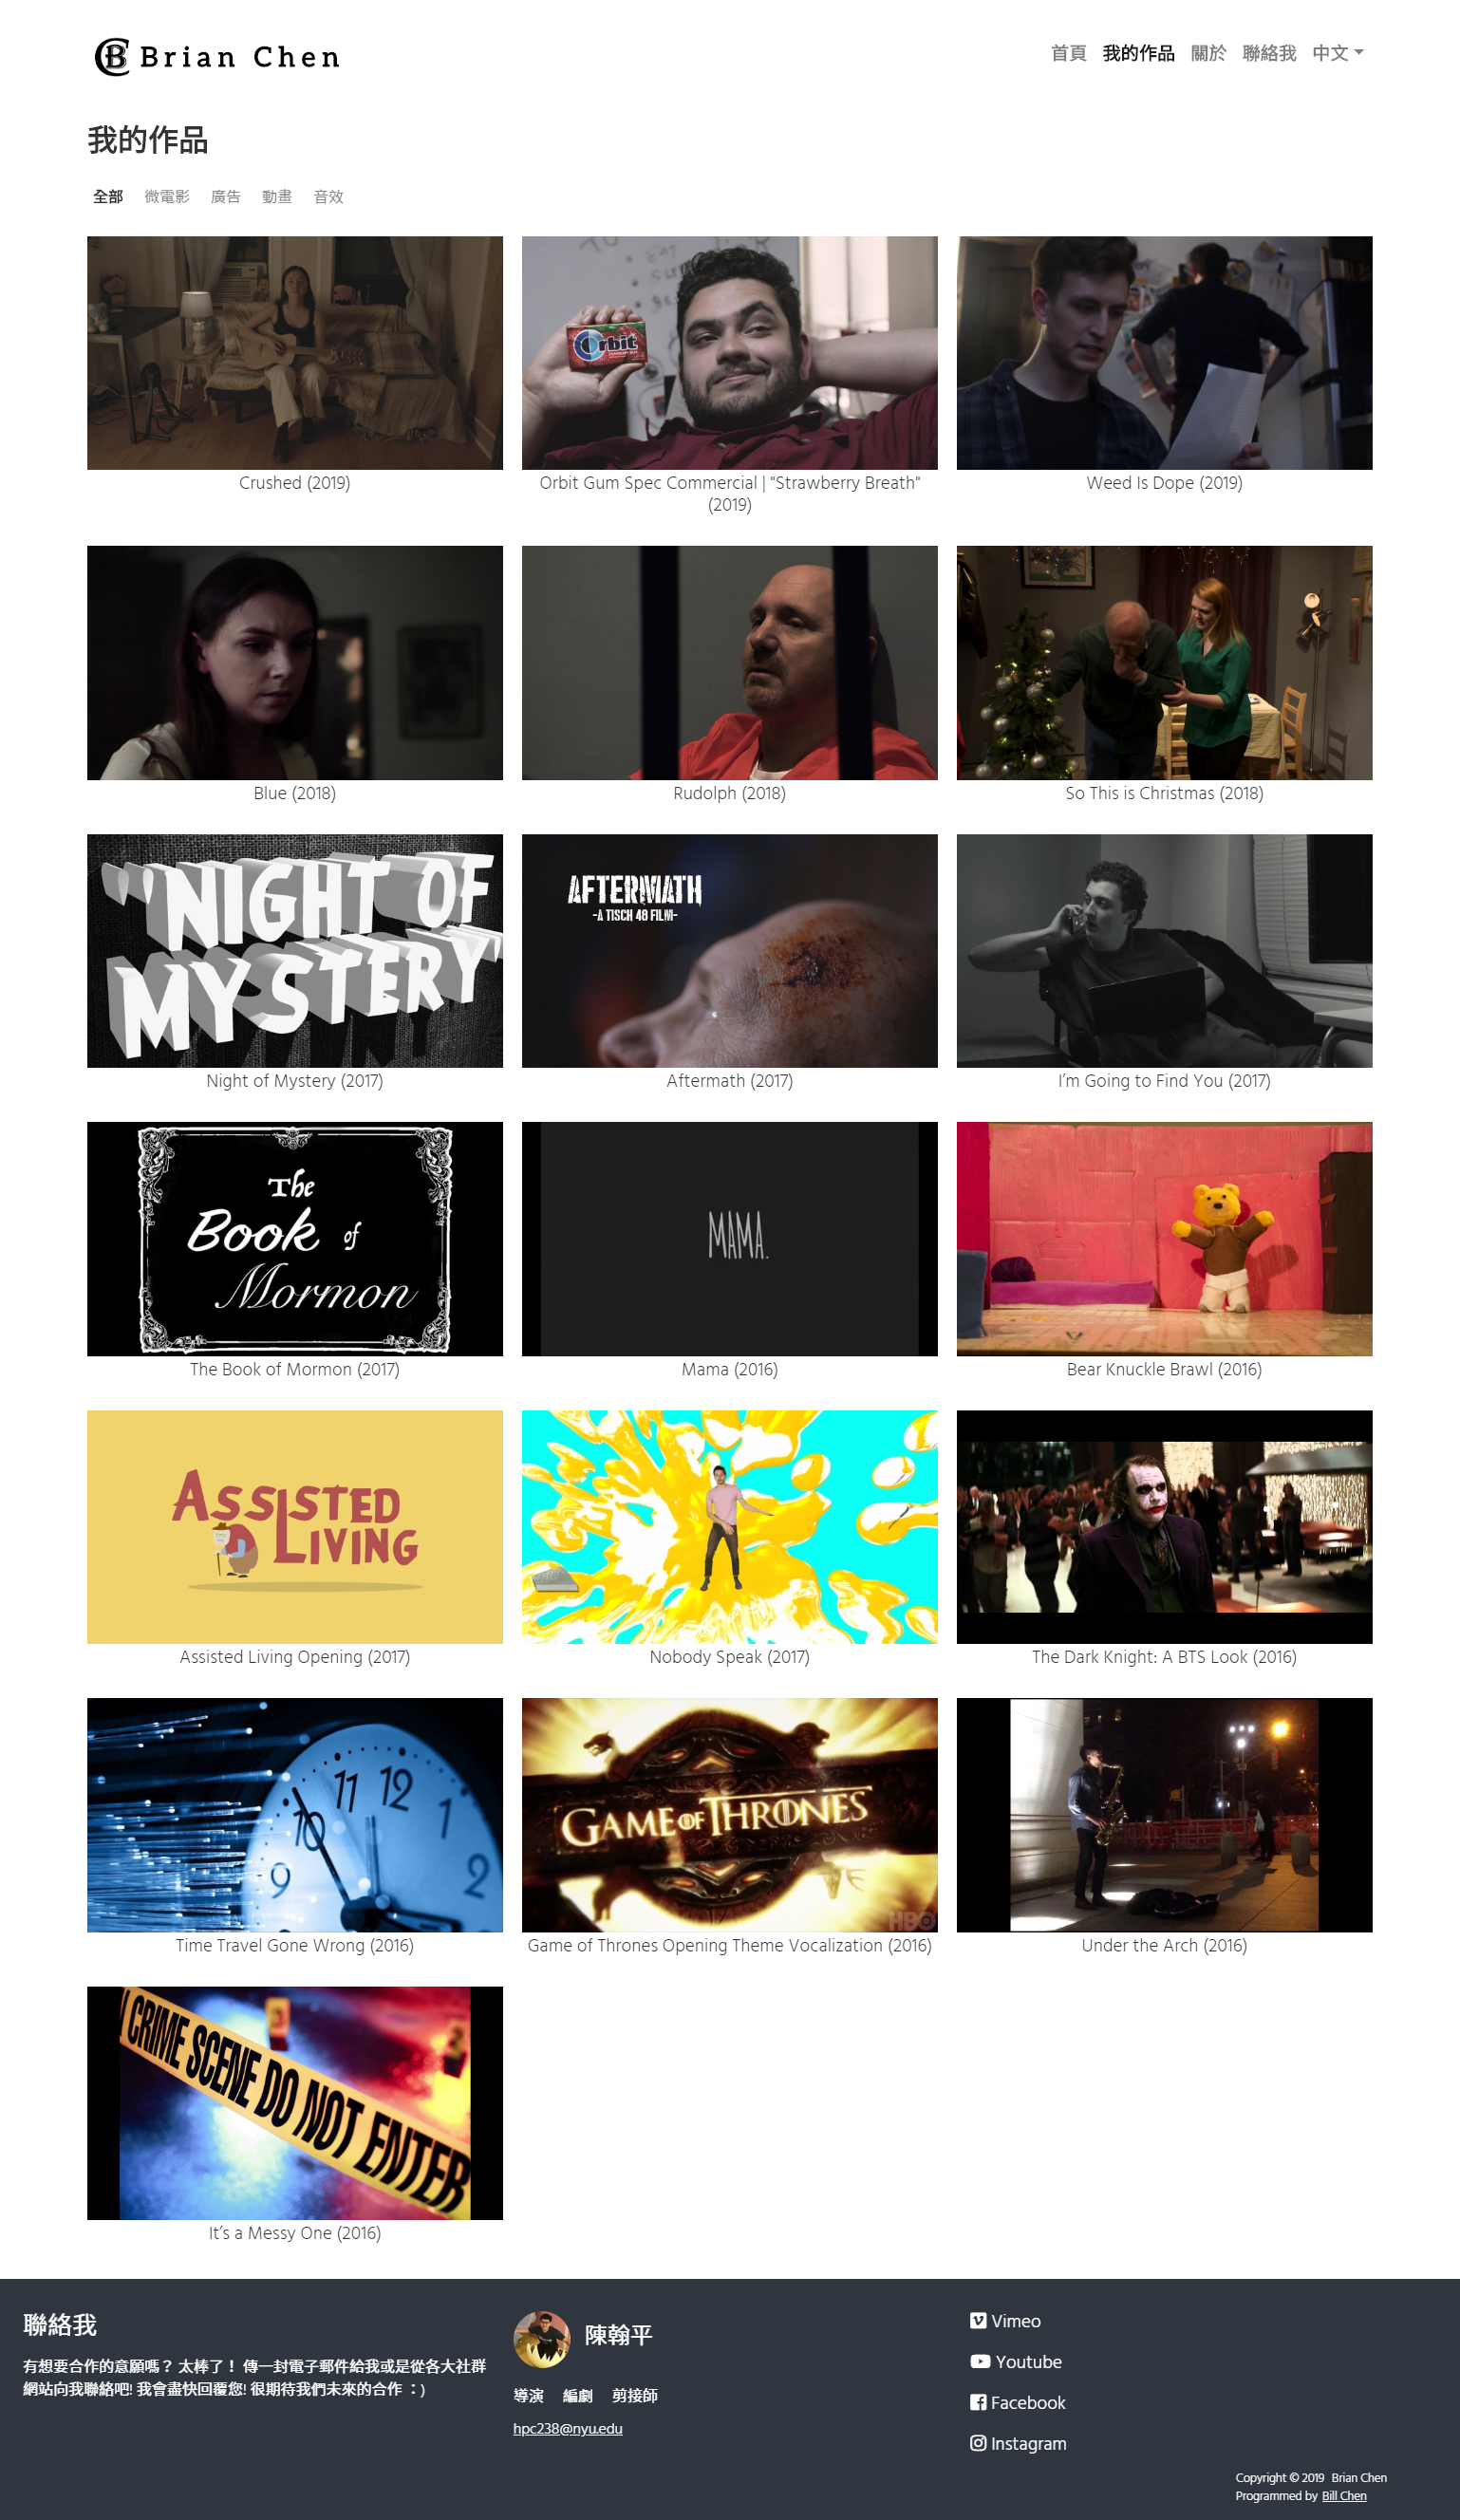 Brian Chen
首頁 我的作品 關於 聯絡我 中文
我的作品
全部 微電影 廣告 動畫 音效
Orbit
Crushed (2019)
Orbit Gum Spec Commercial | "Strawberry Breath"
(2019)
Weed Is Dope (2019)
Blue (2018)
Rudolph (2018)
So This is Christmas (2018)
"NIGHT OF
MYSTERY"
AFTERMATH
-A TISCH 48 FILM-
Night of Mystery (2017)
Aftermath (2017)
I'm Going to Find You (2017)
The
Book of
Mormon
MAMA.
The Book of Mormon (2017)
Mama (2016)
Bear Knuckle Brawl (2016)
ASSISTED
LIVING
Assisted Living Opening (2017)
Nobody Speak (2017)
The Dark Knight: A BTS Look (2016)
9 10 11 12 1 2
GAME OF THRONES
HBO
Time Travel Gone Wrong (2016)
Game of Thrones Opening Theme Vocalization (2016)
Under the Arch (2016)
CRIME SCENE DO NOT ENTER
It's a Messy One (2016)
聯絡我
有想要合作的意願嗎？ 太棒了！ 傳一封電子郵件給我或是從各大社群
網站向我聯絡吧! 我會盡快回覆您! 很期待我們未來的合作 ：)
陳翰平
導演 編劇 剪接師
hpc238@nyu.edu
Vimeo
Youtube
Facebook
Instagram
Copyright © 2019 Brian Chen
Programmed by Bill Chen